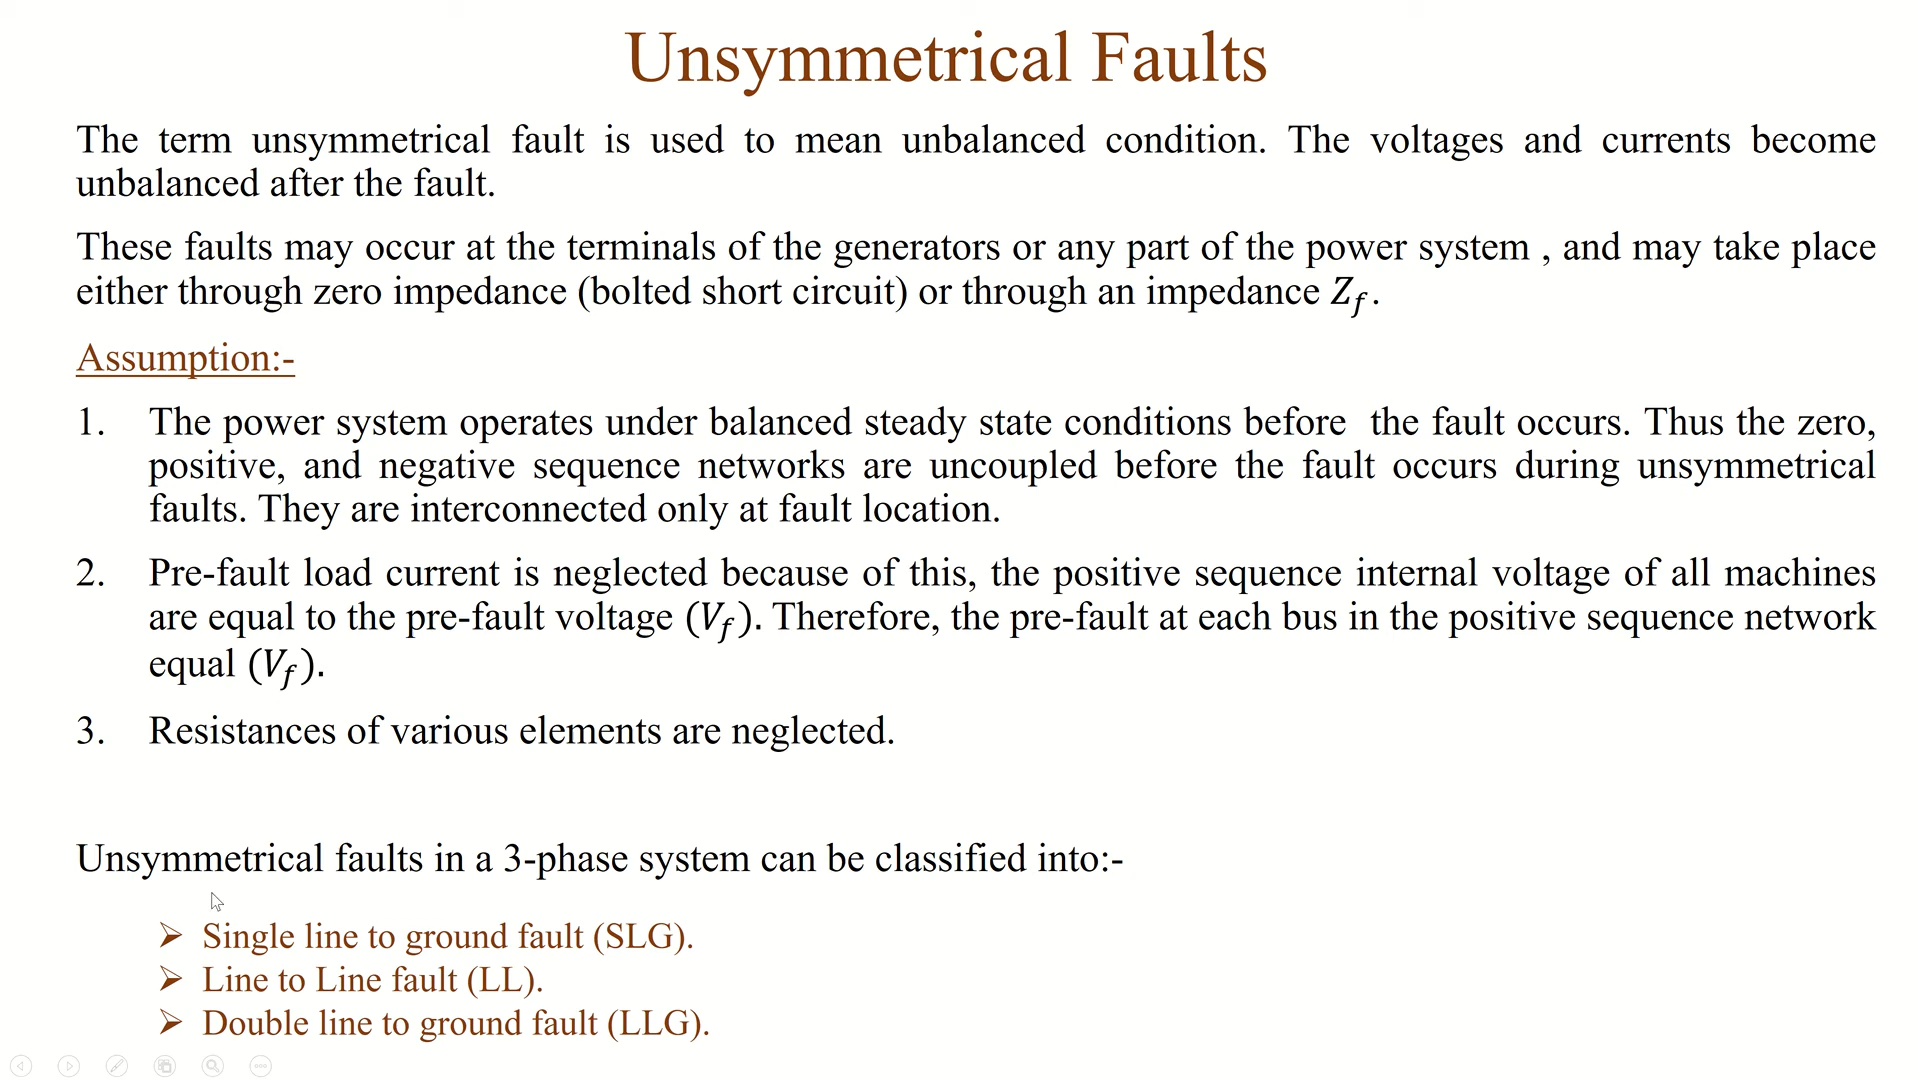 Unsymmetrical Faults
The term unsymmetrical fault is used to mean unbalanced condition. The voltages and currents become
unbalanced after the fault.
These faults may occur at the terminals of the generators or any part of the power system , and may take place
either through zero impedance (bolted short circuit) or through an impedance Z_f.
Assumption:-
1. The power system operates under balanced steady state conditions before the fault occurs. Thus the zero,
positive, and negative sequence networks are uncoupled before the fault occurs during unsymmetrical
faults. They are interconnected only at fault location.
2. Pre-fault load current is neglected because of this, the positive sequence internal voltage of all machines
are equal to the pre-fault voltage (V_f). Therefore, the pre-fault at each bus in the positive sequence network
equal (V_f).
3. Resistances of various elements are neglected.
Unsymmetrical faults in a 3-phase system can be classified into:-
➢ Single line to ground fault (SLG).
➢ Line to Line fault (LL).
➢ Double line to ground fault (LLG).